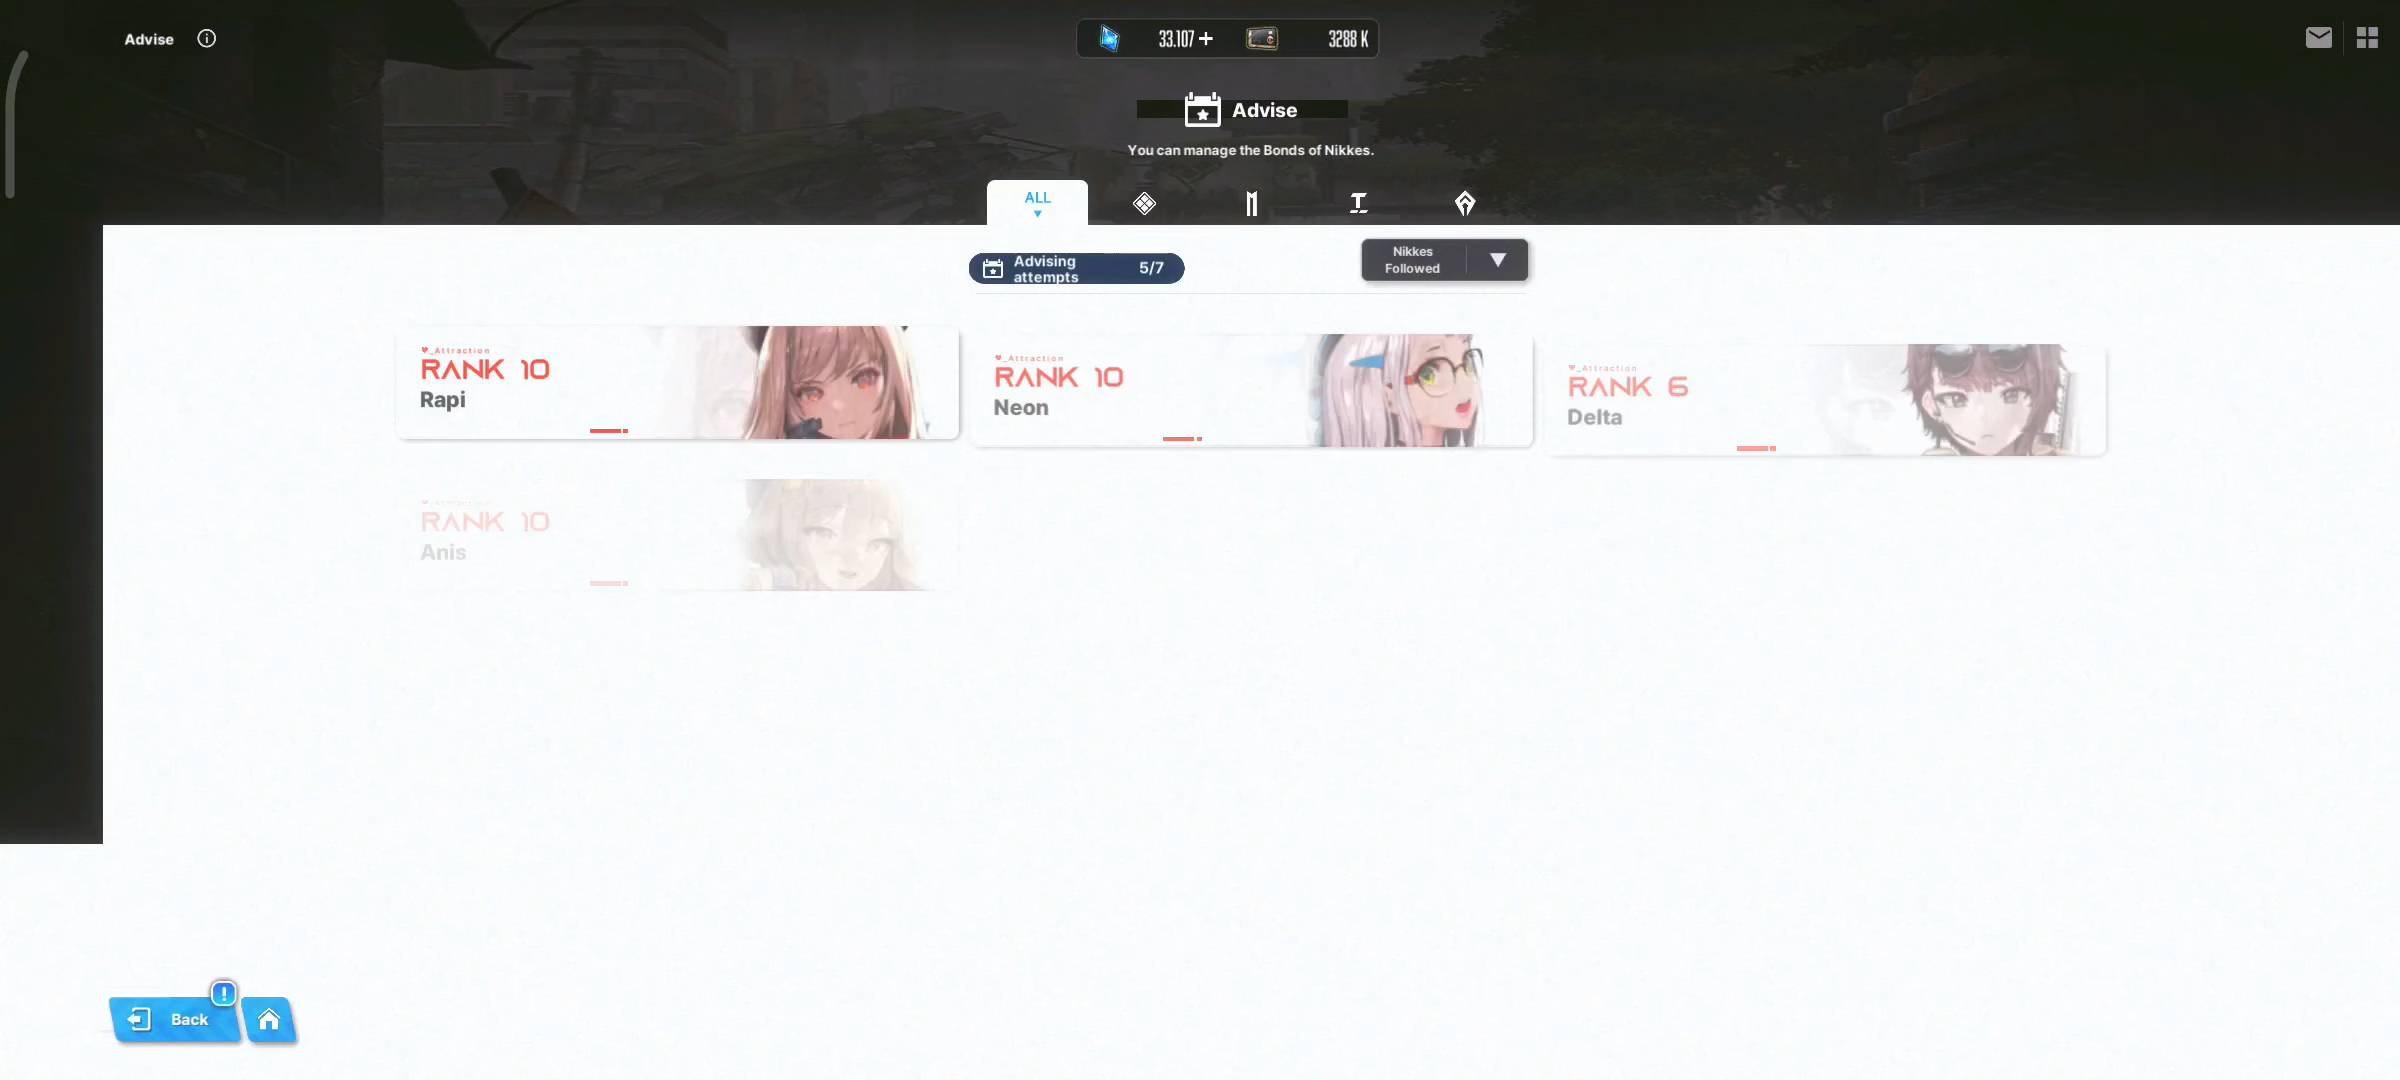 Advise
33.107
3288 K
Advise
You can manage the Bonds of Nikkes.
ALL
Advising
attempts
5/7
Nikkes
Followed
Attraction
RANK 10
Rapi
Attraction
RANK 10
Neon
Attraction
RANK 6
Delta
Attraction
RANK 10
Anis
Back